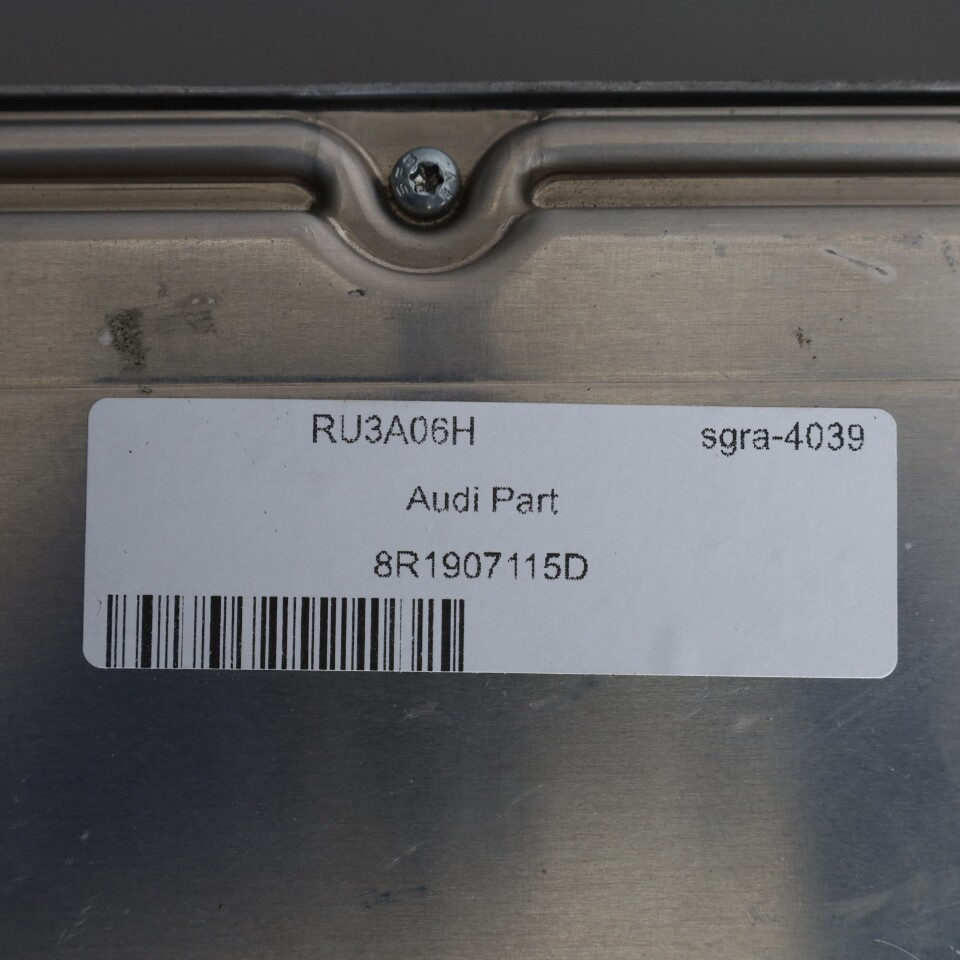 RU3A06H
sgra-4039
Audi Part
8R1907115D